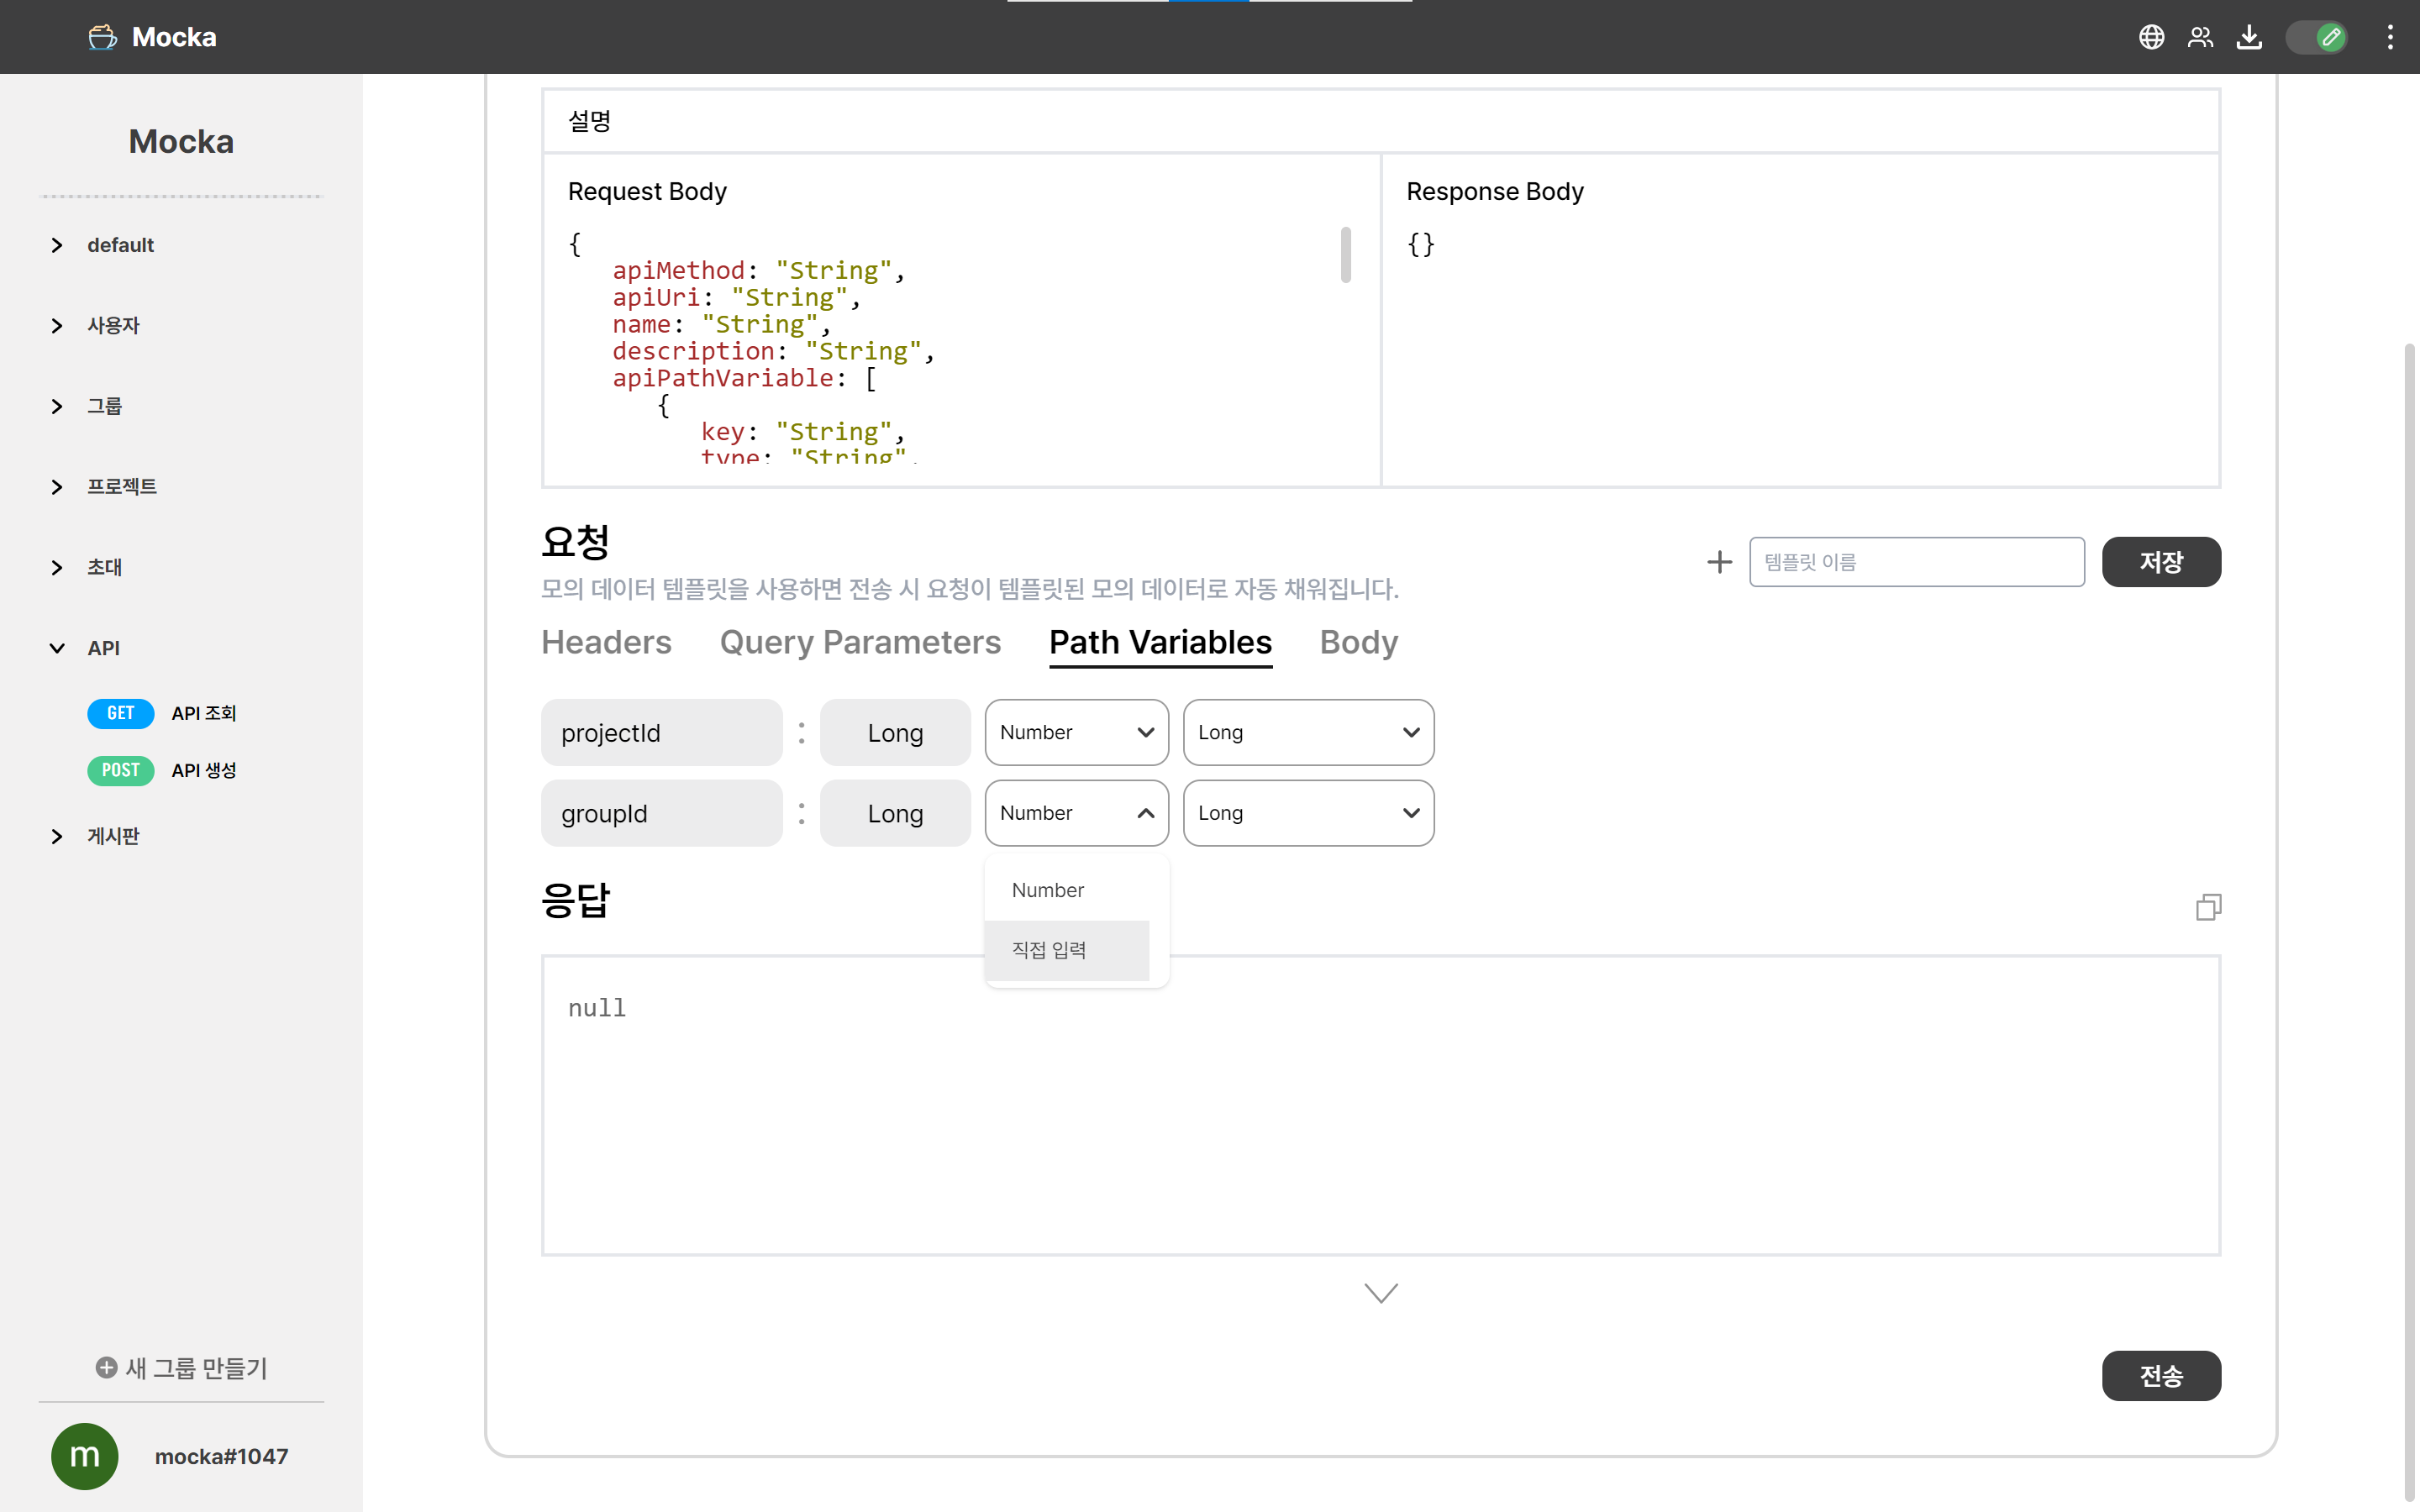 Mocka
Mocka
default
사용자
그룹
프로젝트
초대
API
GET API 조회
POST API 생성
게시판
새 그룹 만들기
m mocka#1047
설명
Request Body
{
apiMethod: "String",
apiUri: "String",
name: "String",
description: "String",
apiPathVariable: [
{
key: "String",
type: "String",
Response Body
{}
요청
모의 데이터 템플릿을 사용하면 전송 시 요청이 템플릿된 모의 데이터로 자동 채워집니다.
템플릿 이름
저장
Headers Query Parameters Path Variables Body
projectId : Long Number Long
groupId : Long Number Long
Number
직접 입력
응답
null
전송